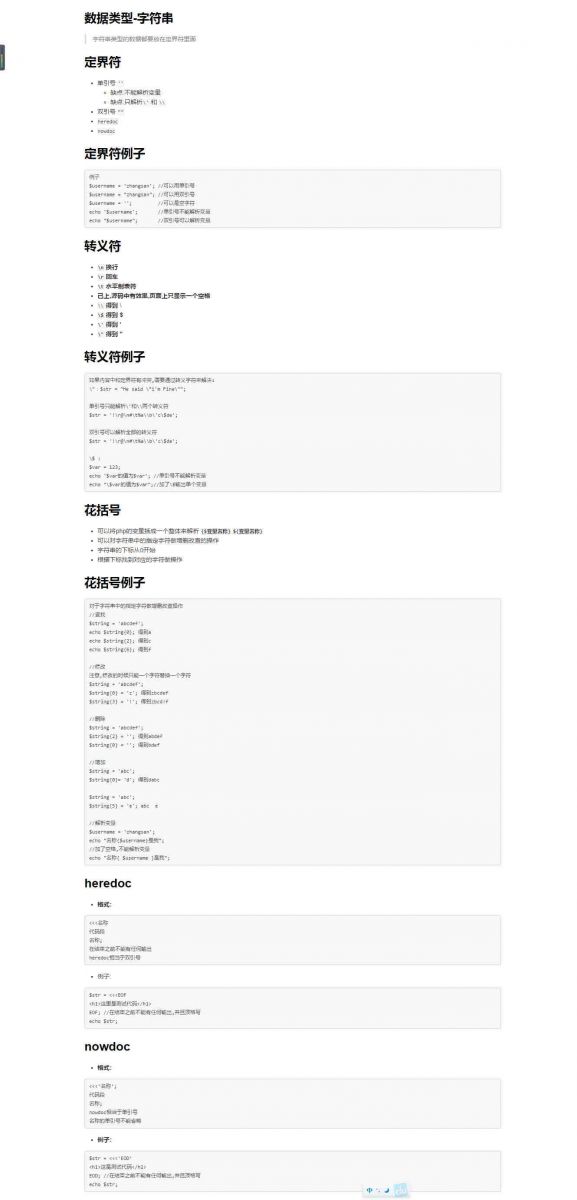 数据类型-字符串
字符串类型的数据都要放在定界符里面
定界符
单引号 ''
缺点:不能解析变量
缺点:只解析\' 和 \\
双引号 ""
heredoc
nowdoc
定界符例子
例子
$username = 'zhangsan'; //可以用单引号
$username = "zhangsan"; //可以用双引号
$username = ''; //可以是空字符
echo '$username'; //单引号不能解析变量
echo "$username"; //双引号可以解析变量
转义符
\n 换行
\r 回车
\t 水平制表符
已上,源码中有效果,页面上只显示一个空格
\\ 得到 \
\$ 得到 $
\' 得到 '
\" 得到 "
转义符例子
如果内容中和定界符有冲突,需要通过转义字符来解决:
\" : $str = "He said \"i'm Fine\"";
单引号只能解析\'和\\两个转义符
双引号可以解析全部的转义符
\$ :
$var = 123;
echo '$var的值为$var'; //单引号不能解析变量
echo "\$var的值为$var";//加了\$输出单个变量
花括号
可以将php的变量括成一个整体来解析 {$变量名称} ${变量名称}
可以对字符串中的指定字符做增删改查的操作
字符串的下标从0开始
根据下标找到对应的字符做操作
花括号例子
对于字符串中的指定字符做增删改查操作
//查找
$string = 'abcdef';
echo $string{0}; 得到a
echo $string{2}; 得到c
echo $string{6}; 得到f
//修改
注意,修改的时候只能一个字符替换一个字符
$string = 'abcdef';
$string{0} = 'z'; 得到zbcdef
$string{3} = '!'; 得到zbcd!f
//删除
$string = 'abcdef';
$string{2} = ''; 得到abdef
$string{0} = ''; 得到bdef
//增加
$string = 'abc';
$string{0}= 'd'; 得到dabc
$string = 'abc';
$string{5} = 'e'; abc e
//解析变量
$username = 'zhangsan';
echo "名称{$username}是我";
//加了空格,不能解析变量
echo "名称{ $username }是我";
heredoc
格式:
<<<名称
代码段
名称;
在结束之前不能有任何输出
heredoc相当于双引号
例子:
$str = <<<EOF
<h1>这里是测试代码</h1>
EOF; //在结束之前不能有任何输出,并且顶格写
echo $str;
nowdoc
格式:
<<<'名称';
代码段
名称;
nowdoc相当于单引号
名称的单引号不能省略
例子:
$str = <<<'EOD'
<h1>这是测试代码</h1>
EOD; //在结束之前不能有任何输出,并且顶格写
echo $str;
中